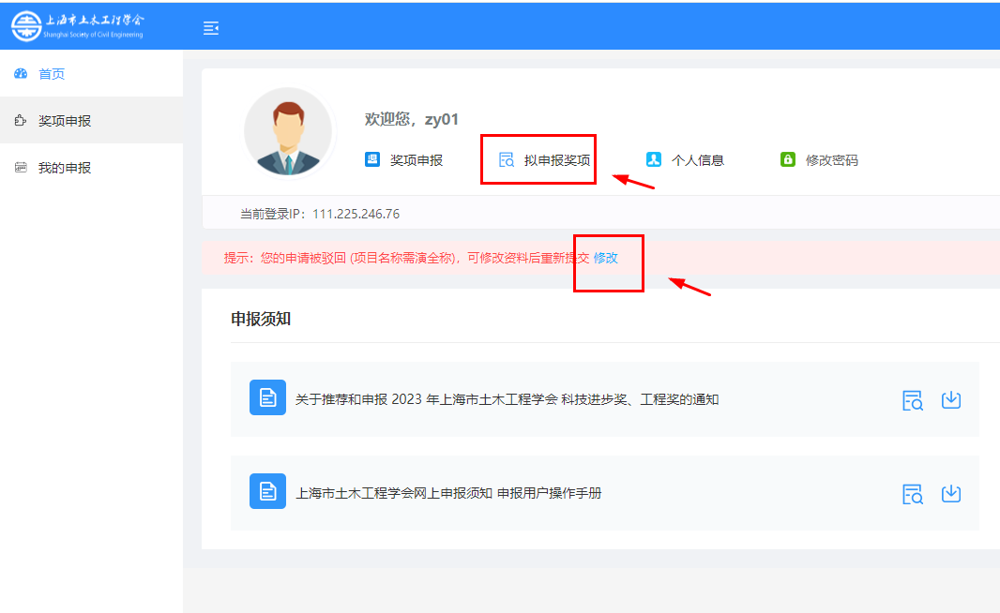 上海市土木工程学会
Shanghai Society of Civil Engineering
首页
奖项申报
我的申报
欢迎您，zy01
奖项申报
拟申报奖项
个人信息
修改密码
当前登录IP：111.225.246.76
提示：您的申请被驳回 (项目名称需演全称)，可修改资料后重新提交 修改
申报须知
关于推荐和申报 2023 年上海市土木工程学会 科技进步奖、工程奖的通知
上海市土木工程学会网上申报须知 申报用户操作手册